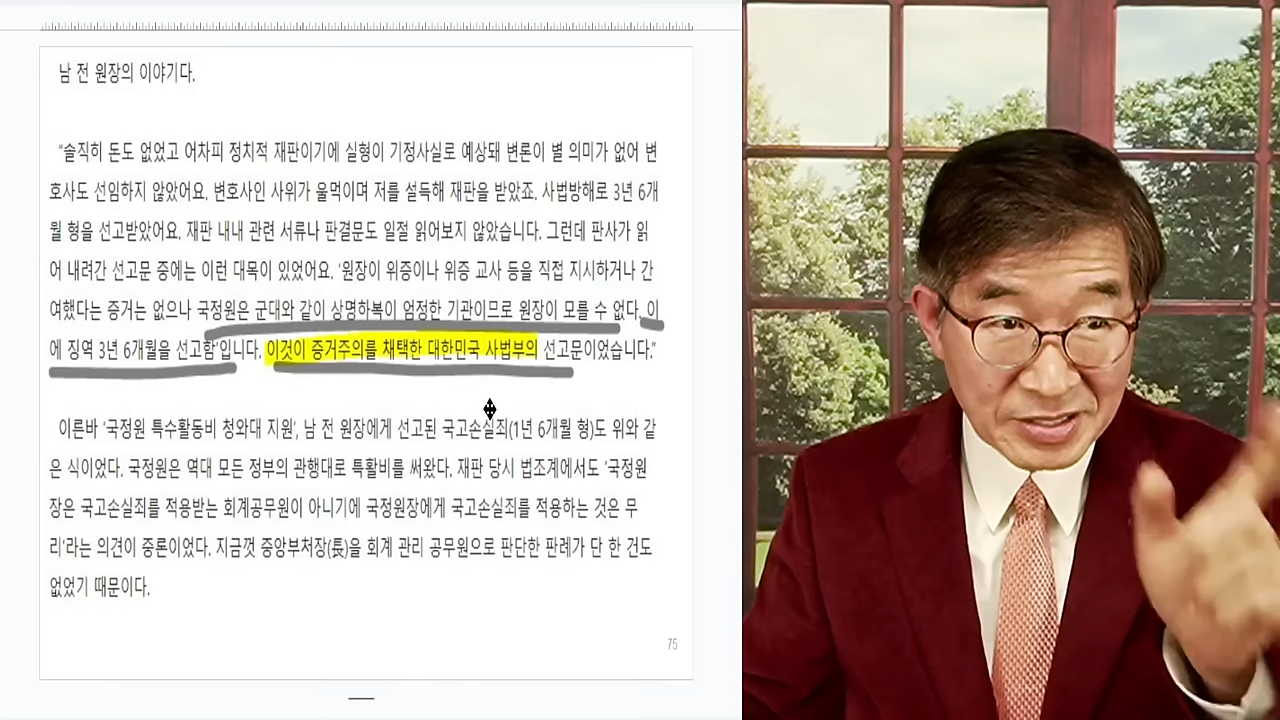 남 전 원장의 이야기다.
“솔직히 돈도 없었고 어차피 정치적 재판이기에 실형이 기정사실로 예상돼 변론이 별 의미가 없어 변
호사도 선임하지 않았어요. 변호사인 사위가 울먹이며 저를 설득해 재판을 받았죠. 사법방해로 3년 6개
월 형을 선고받았어요. 재판 내내 관련 서류나 판결문도 일절 읽어보지 않았습니다. 그런데 판사가 읽
어 내려간 선고문 중에는 이런 대목이 있었어요. ‘원장이 위증이나 위증 교사 등을 직접 지시하거나 간
여했다는 증거는 없으나 국정원은 군대와 같이 상명하복이 엄정한 기관이므로 원장이 모를 수 없다. 이
에 징역 3년 6개월을 선고함’입니다. 이것이 증거주의를 채택한 대한민국 사법부의 선고문이었습니다.”
이른바 ‘국정원 특수활동비 청와대 지원’, 남 전 원장에게 선고된 국고손실죄(1년 6개월 형)도 위와 같
은 식이었다. 국정원은 역대 모든 정부의 관행대로 특활비를 써왔다. 재판 당시 법조계에서도 ‘국정원
장은 국고손실죄를 적용받는 회계공무원이 아니기에 국정원장에게 국고손실죄를 적용하는 것은 무
리’라는 의견이 중론이었다. 지금껏 중앙부처장(長)을 회계 관리 공무원으로 판단한 판례가 단 한 건도
없었기 때문이다.
75